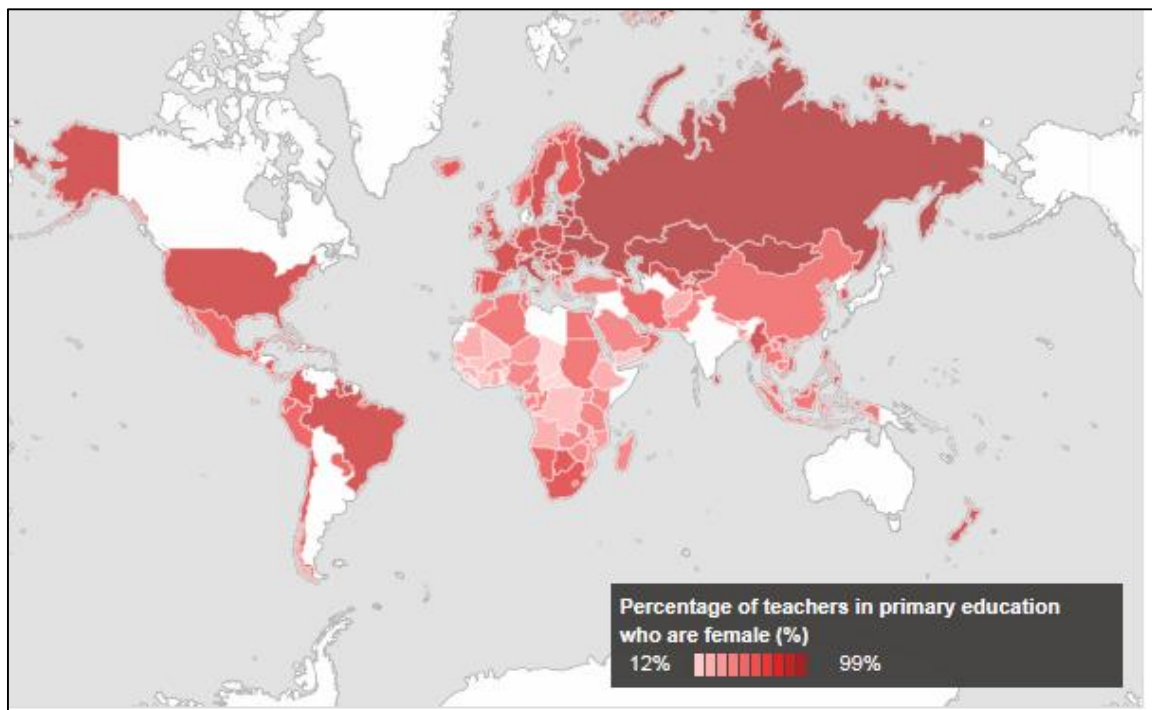 Percentage of teachers in primary education
who are female (%)
12% 99%